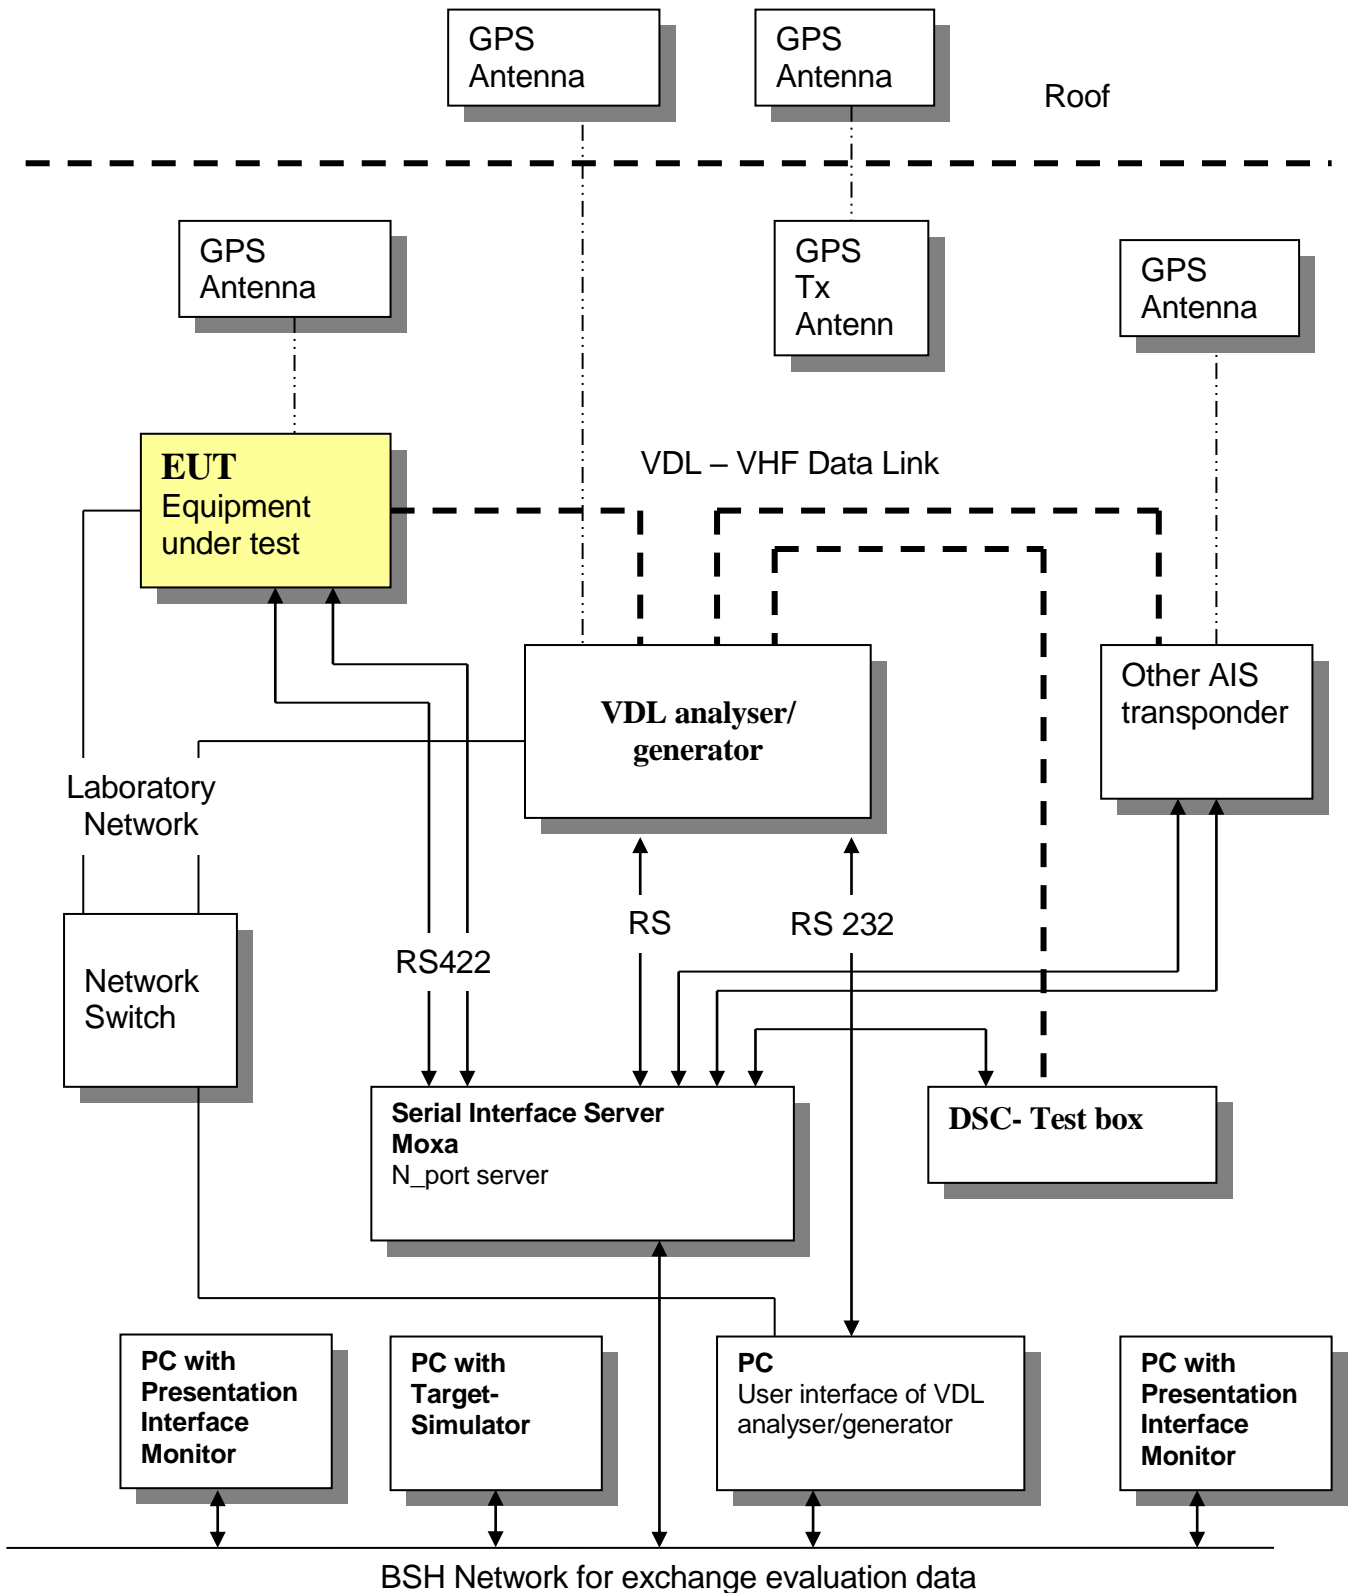 GPS
Antenna
GPS
Antenna
Roof
GPS
Antenna
GPS
Tx
Antenn
GPS
Antenna
EUT
Equipment
under test
VDL – VHF Data Link
VDL analyser/
generator
Other AIS
transponder
Laboratory
Network
RS
RS 232
RS422
Network
Switch
Serial Interface Server
Moxa
N_port server
DSC- Test box
PC with
Presentation
Interface
Monitor
PC with
Target-
Simulator
PC
User interface of VDL
analyser/generator
PC with
Presentation
Interface
Monitor
BSH Network for exchange evaluation data